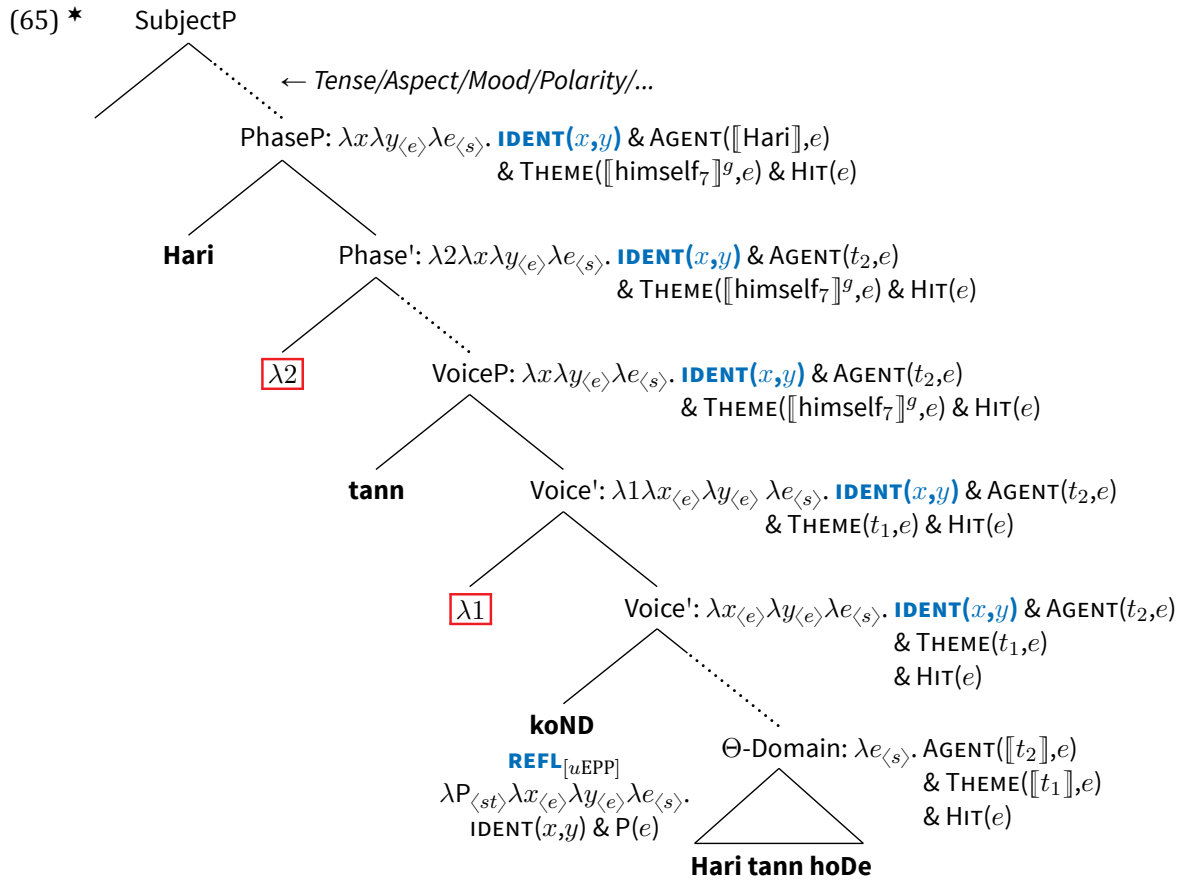 (65) ★ SubjectP
← Tense/Aspect/Mood/Polarity/...
PhaseP: λxλy⟨e⟩λe⟨s⟩. IDENT(x,y) & AGENT(⟦Hari⟧,e)
& THEME(⟦himself₇⟧ᵍ,e) & HIT(e)
Hari
Phase': λ2λxλy⟨e⟩λe⟨s⟩. IDENT(x,y) & AGENT(t₂,e)
& THEME(⟦himself₇⟧ᵍ,e) & HIT(e)
λ2
VoiceP: λxλy⟨e⟩λe⟨s⟩. IDENT(x,y) & AGENT(t₂,e)
& THEME(⟦himself₇⟧ᵍ,e) & HIT(e)
tann
Voice': λ1λx⟨e⟩λy⟨e⟩ λe⟨s⟩. IDENT(x,y) & AGENT(t₂,e)
& THEME(t₁,e) & HIT(e)
λ1
Voice': λx⟨e⟩λy⟨e⟩λe⟨s⟩. IDENT(x,y) & AGENT(t₂,e)
& THEME(t₁,e)
& HIT(e)
koND
REFL[uEPP]
λP⟨st⟩λx⟨e⟩λy⟨e⟩λe⟨s⟩.
IDENT(x,y) & P(e)
Θ-Domain: λe⟨s⟩. AGENT(⟦t₂⟧,e)
& THEME(⟦t₁⟧,e)
& HIT(e)
Hari tann hoDe